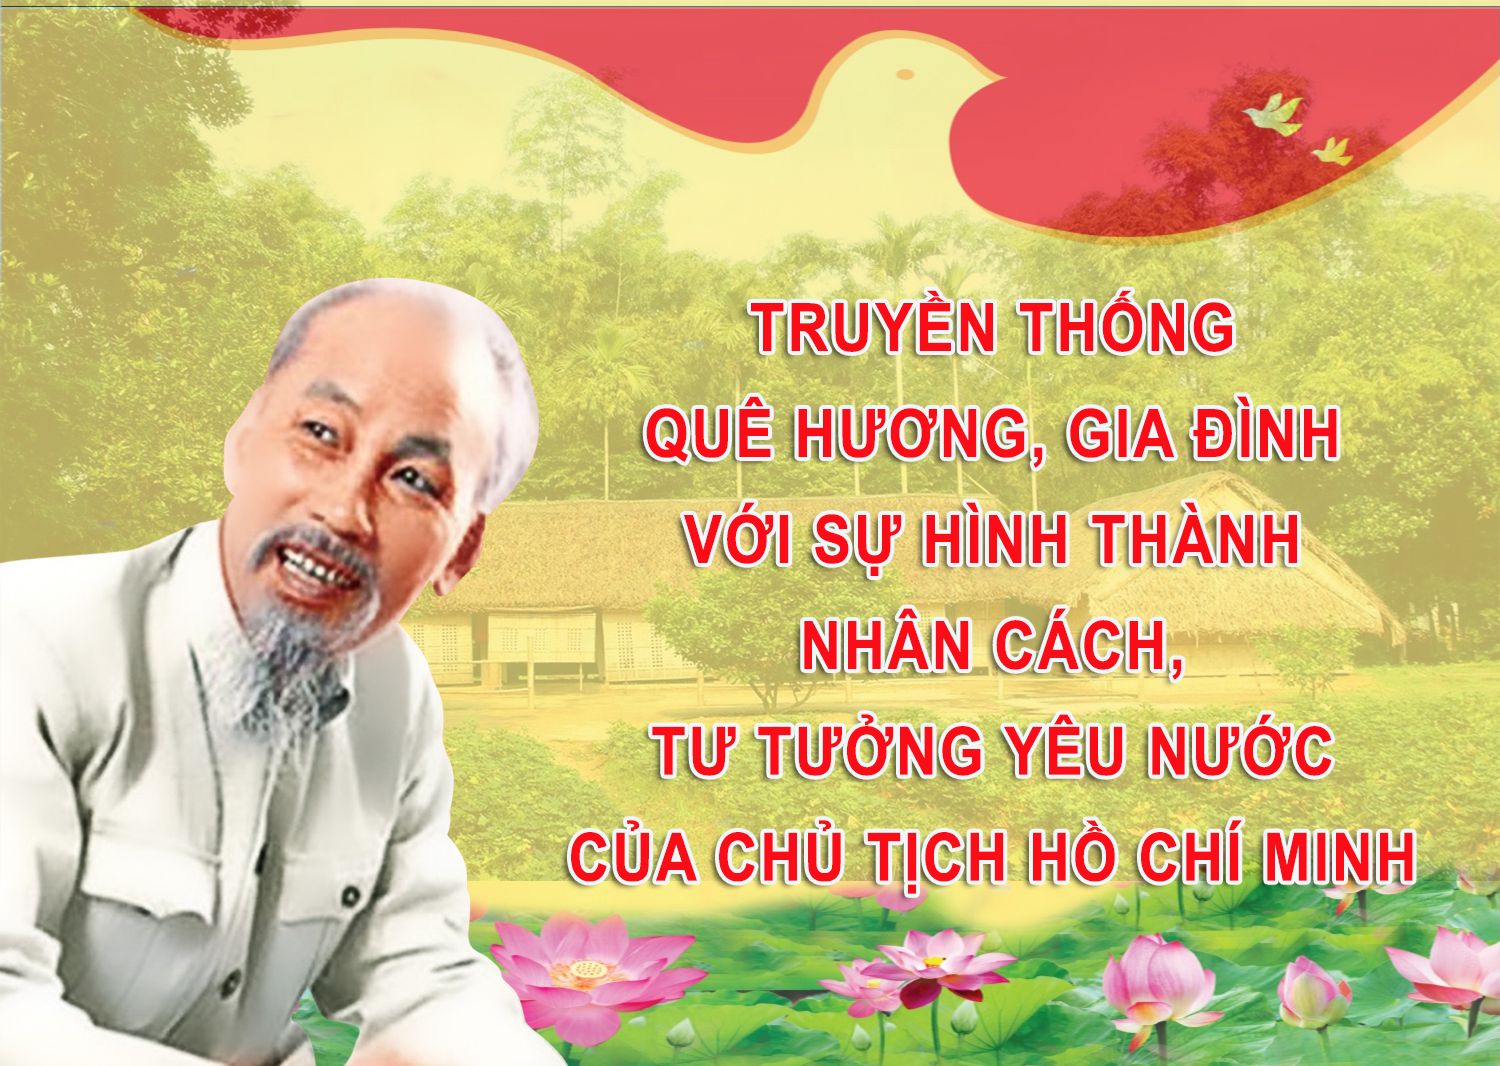 TRUYỀN THỐNG
QUÊ HƯƠNG, GIA ĐÌNH
VỚI SỰ HÌNH THÀNH
NHÂN CÁCH,
TƯ TƯỞNG YÊU NƯỚC
CỦA CHỦ TỊCH HỒ CHÍ MINH